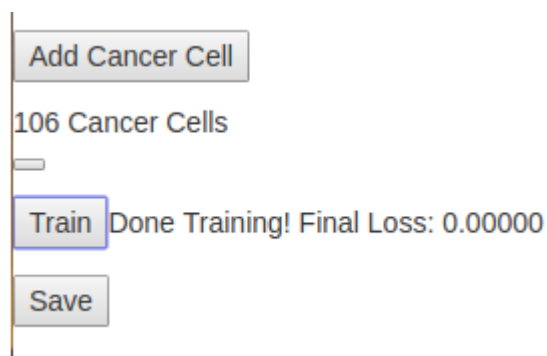 Add Cancer Cell
106 Cancer Cells
Train Done Training! Final Loss: 0.00000
Save